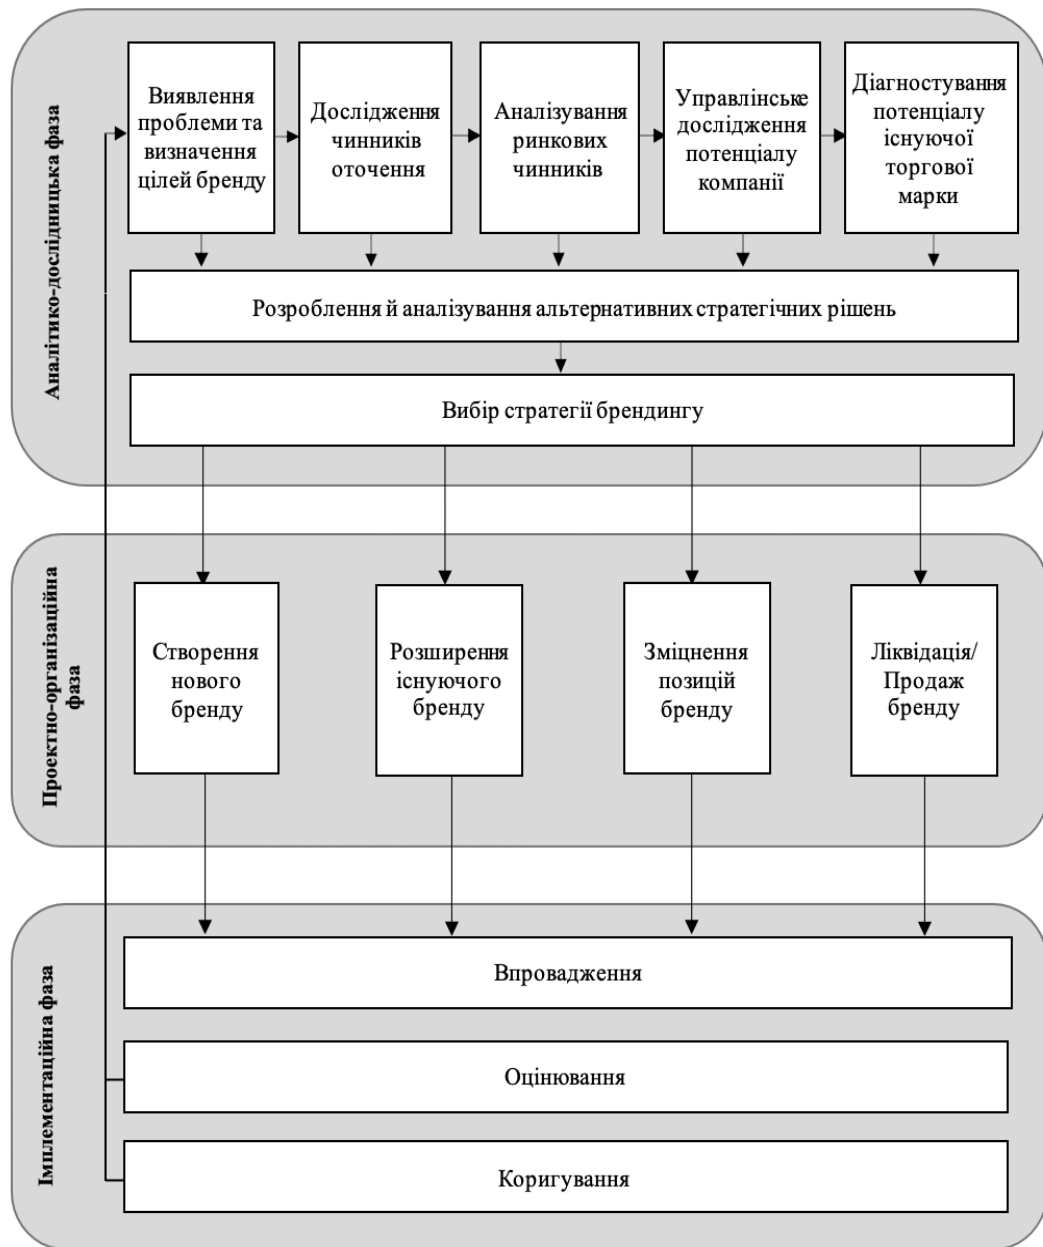 Аналітико-дослідницька фаза
Виявлення
проблеми та
визначення
цілей бренду
Дослідження
чинників
оточення
Аналізування
ринкових
чинників
Управлінське
дослідження
потенціалу
компанії
Діагностування
потенціалу
існуючої
торгової
марки
Розроблення й аналізування альтернативних стратегічних рішень
Вибір стратегії брендингу
Проектно-організаційна
фаза
Створення
нового
бренду
Розширення
існуючого
бренду
Зміцнення
позицій
бренду
Ліквідація/
Продаж
бренду
Імплементаційна фаза
Впровадження
Оцінювання
Коригування